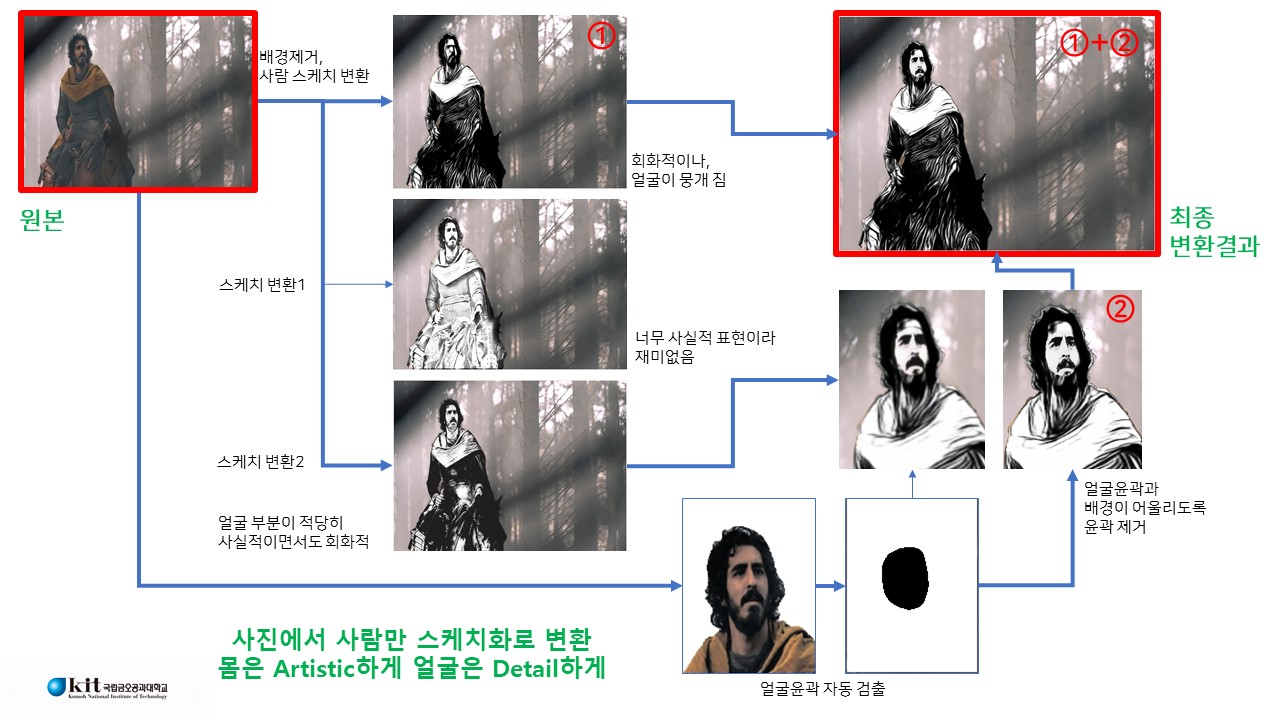 배경제거,
사람 스케치 변환
①
①+②
회화적이나,
얼굴이 뭉개 짐
원본
최종
변환결과
스케치 변환1
②
너무 사실적 표현이라
재미없음
스케치 변환2
얼굴윤곽과
배경이 어울리도록
윤곽 제거
얼굴 부분이 적당히
사실적이면서도 회화적
사진에서 사람만 스케치화로 변환
몸은 Artistic하게 얼굴은 Detail하게
kit 국립금오공과대학교
Kumoh National Institute of Technology
얼굴윤곽 자동 검출